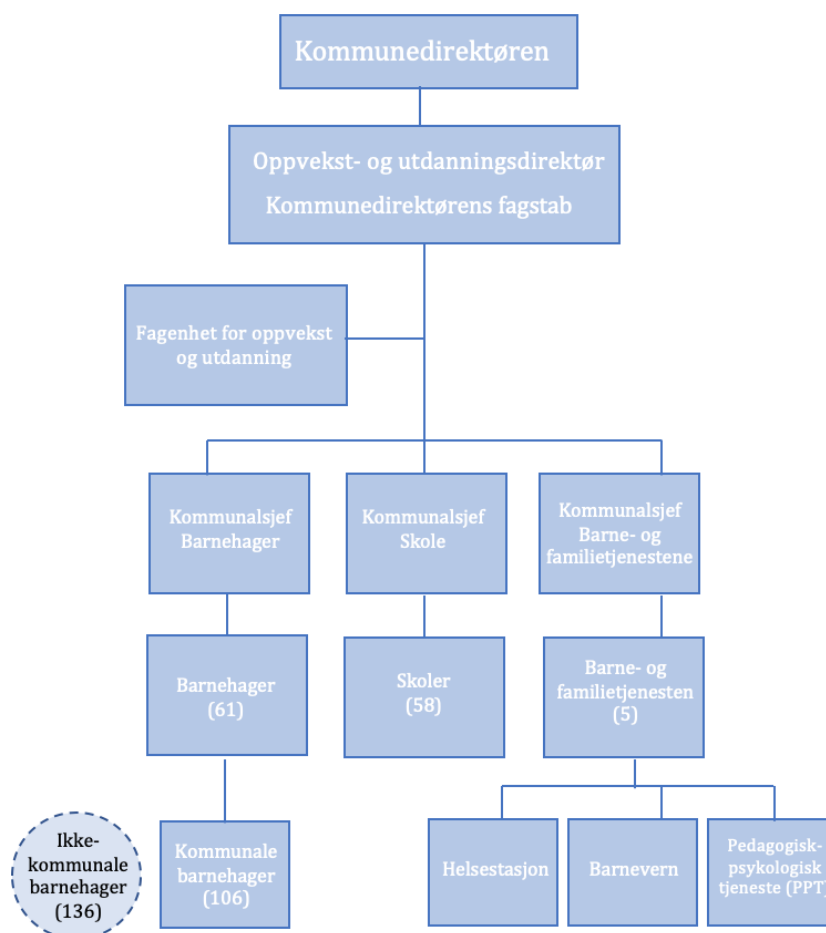 Kommunedirektøren
Oppvekst- og utdanningsdirektør
Kommunedirektørens fagstab
Fagenhet for oppvekst
og utdanning
Kommunalsjef
Barnehager
Kommunalsjef
Skole
Kommunalsjef
Barne- og
familietjenestene
Barnehager
(61)
Skoler
(58)
Barne- og
familietjenesten
(5)
Ikke-
kommunale
barnehager
(136)
Kommunale
barnehager
(106)
Helsestasjon
Barnevern
Pedagogisk-
psykologisk
tjeneste (PPT)